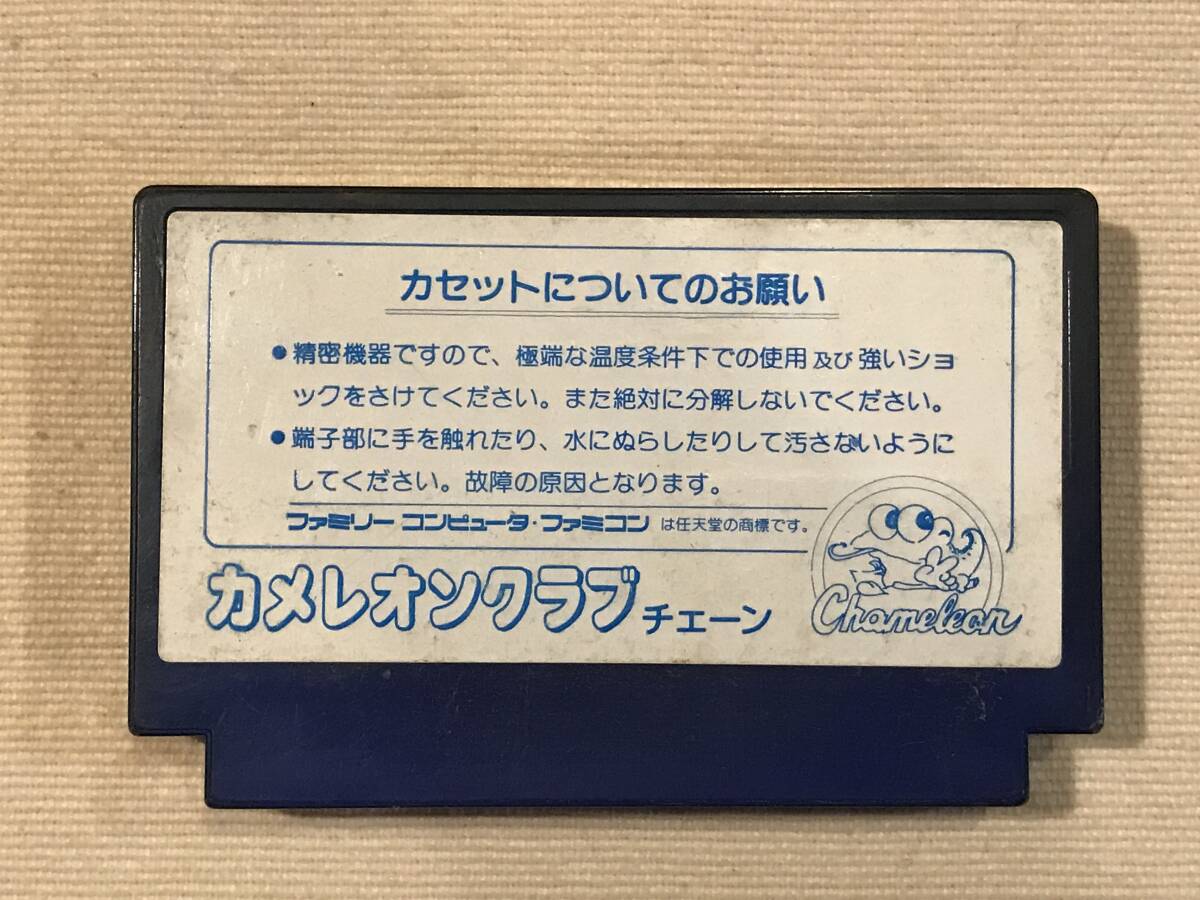 カセットについてのお願い
●精密機器ですので、極端な温度条件下での使用及び強いショ
ックをさけてください。また絶対に分解しないでください。
●端子部に手を触れたり、水にぬらしたりして汚さないように
してください。故障の原因となります。
ファミリーコンピュータ・ファミコンは任天堂の商標です。
カメレオンクラブチェーン
Chameleon